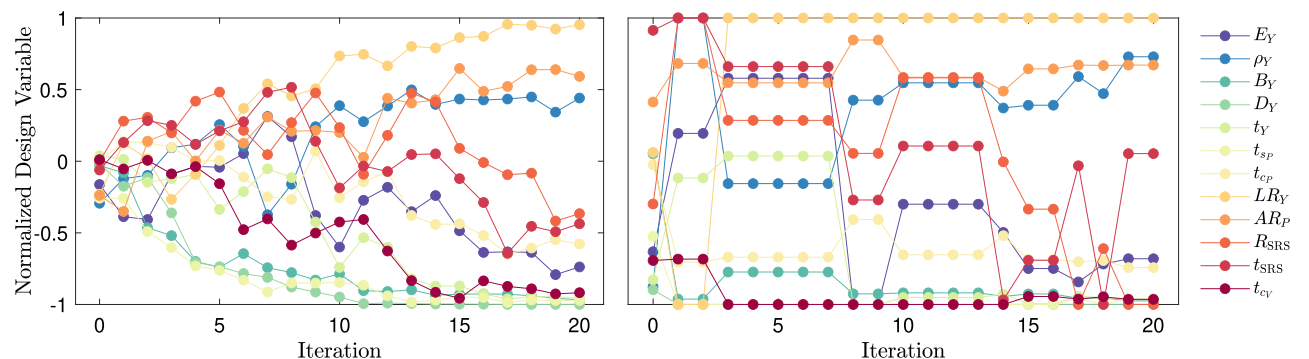 Normalized Design Variable
1
0.5
0
-0.5
-1
0
5
10
15
20
Iteration
0
5
10
15
20
Iteration
E_Y
ρ_Y
B_Y
D_Y
t_Y
t_{s_P}
t_{c_P}
LR_Y
AR_P
R_SRS
t_SRS
t_{c_V}